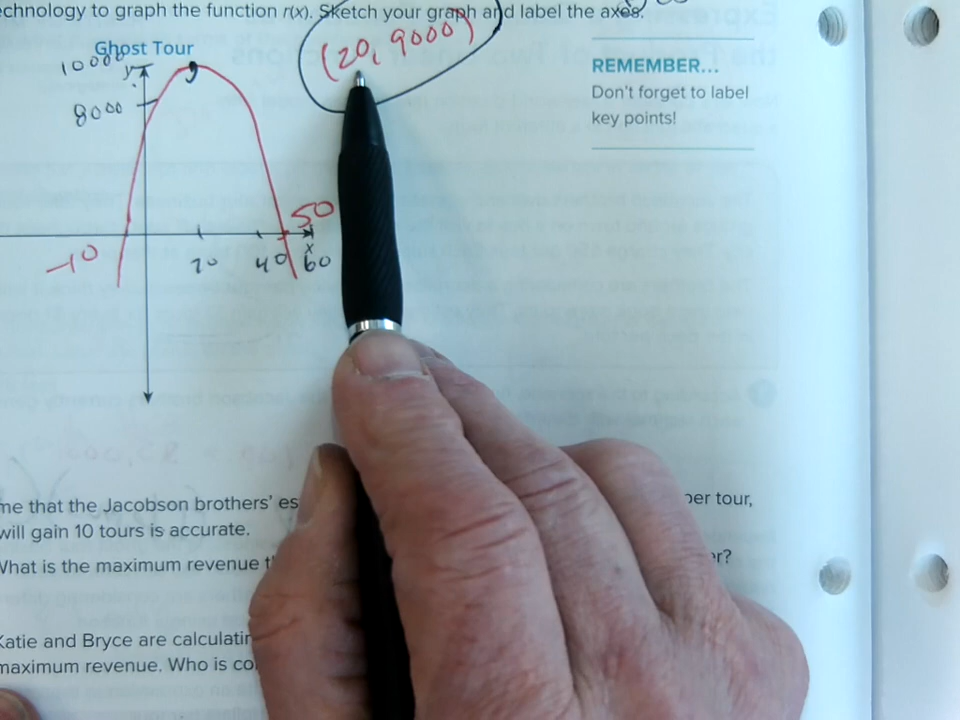 echnology to graph the function r(x). Sketch your graph and label the axes.
Ghost Tour
(20, 9000)
10000
y
8000
REMEMBER...
Don't forget to label
key points!
50
-10
20
40
x
60
me that the Jacobson brothers' es
per tour,
will gain 10 tours is accurate.
What is the maximum revenue t
r?
Katie and Bryce are calculatin
maximum revenue. Who is co